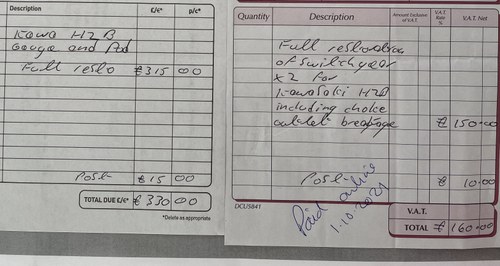 Description £/€* p/c*
Kawa H2B
Gauge and Pod
Full resto £315 00
Post £15 00
TOTAL DUE £/€* £330 00
*Delete as appropriate
Quantity Description Amount Exclusive of V.A.T. V.A.T. Rate % V.A.T. Net
Full restoration
of switchgear
x2 for
Kawasaki H2B
including choke
breakage £ 150-00
Post £ 10-00
Paid online
1.10.2021
DCU5841
V.A.T.
TOTAL £ 160-00